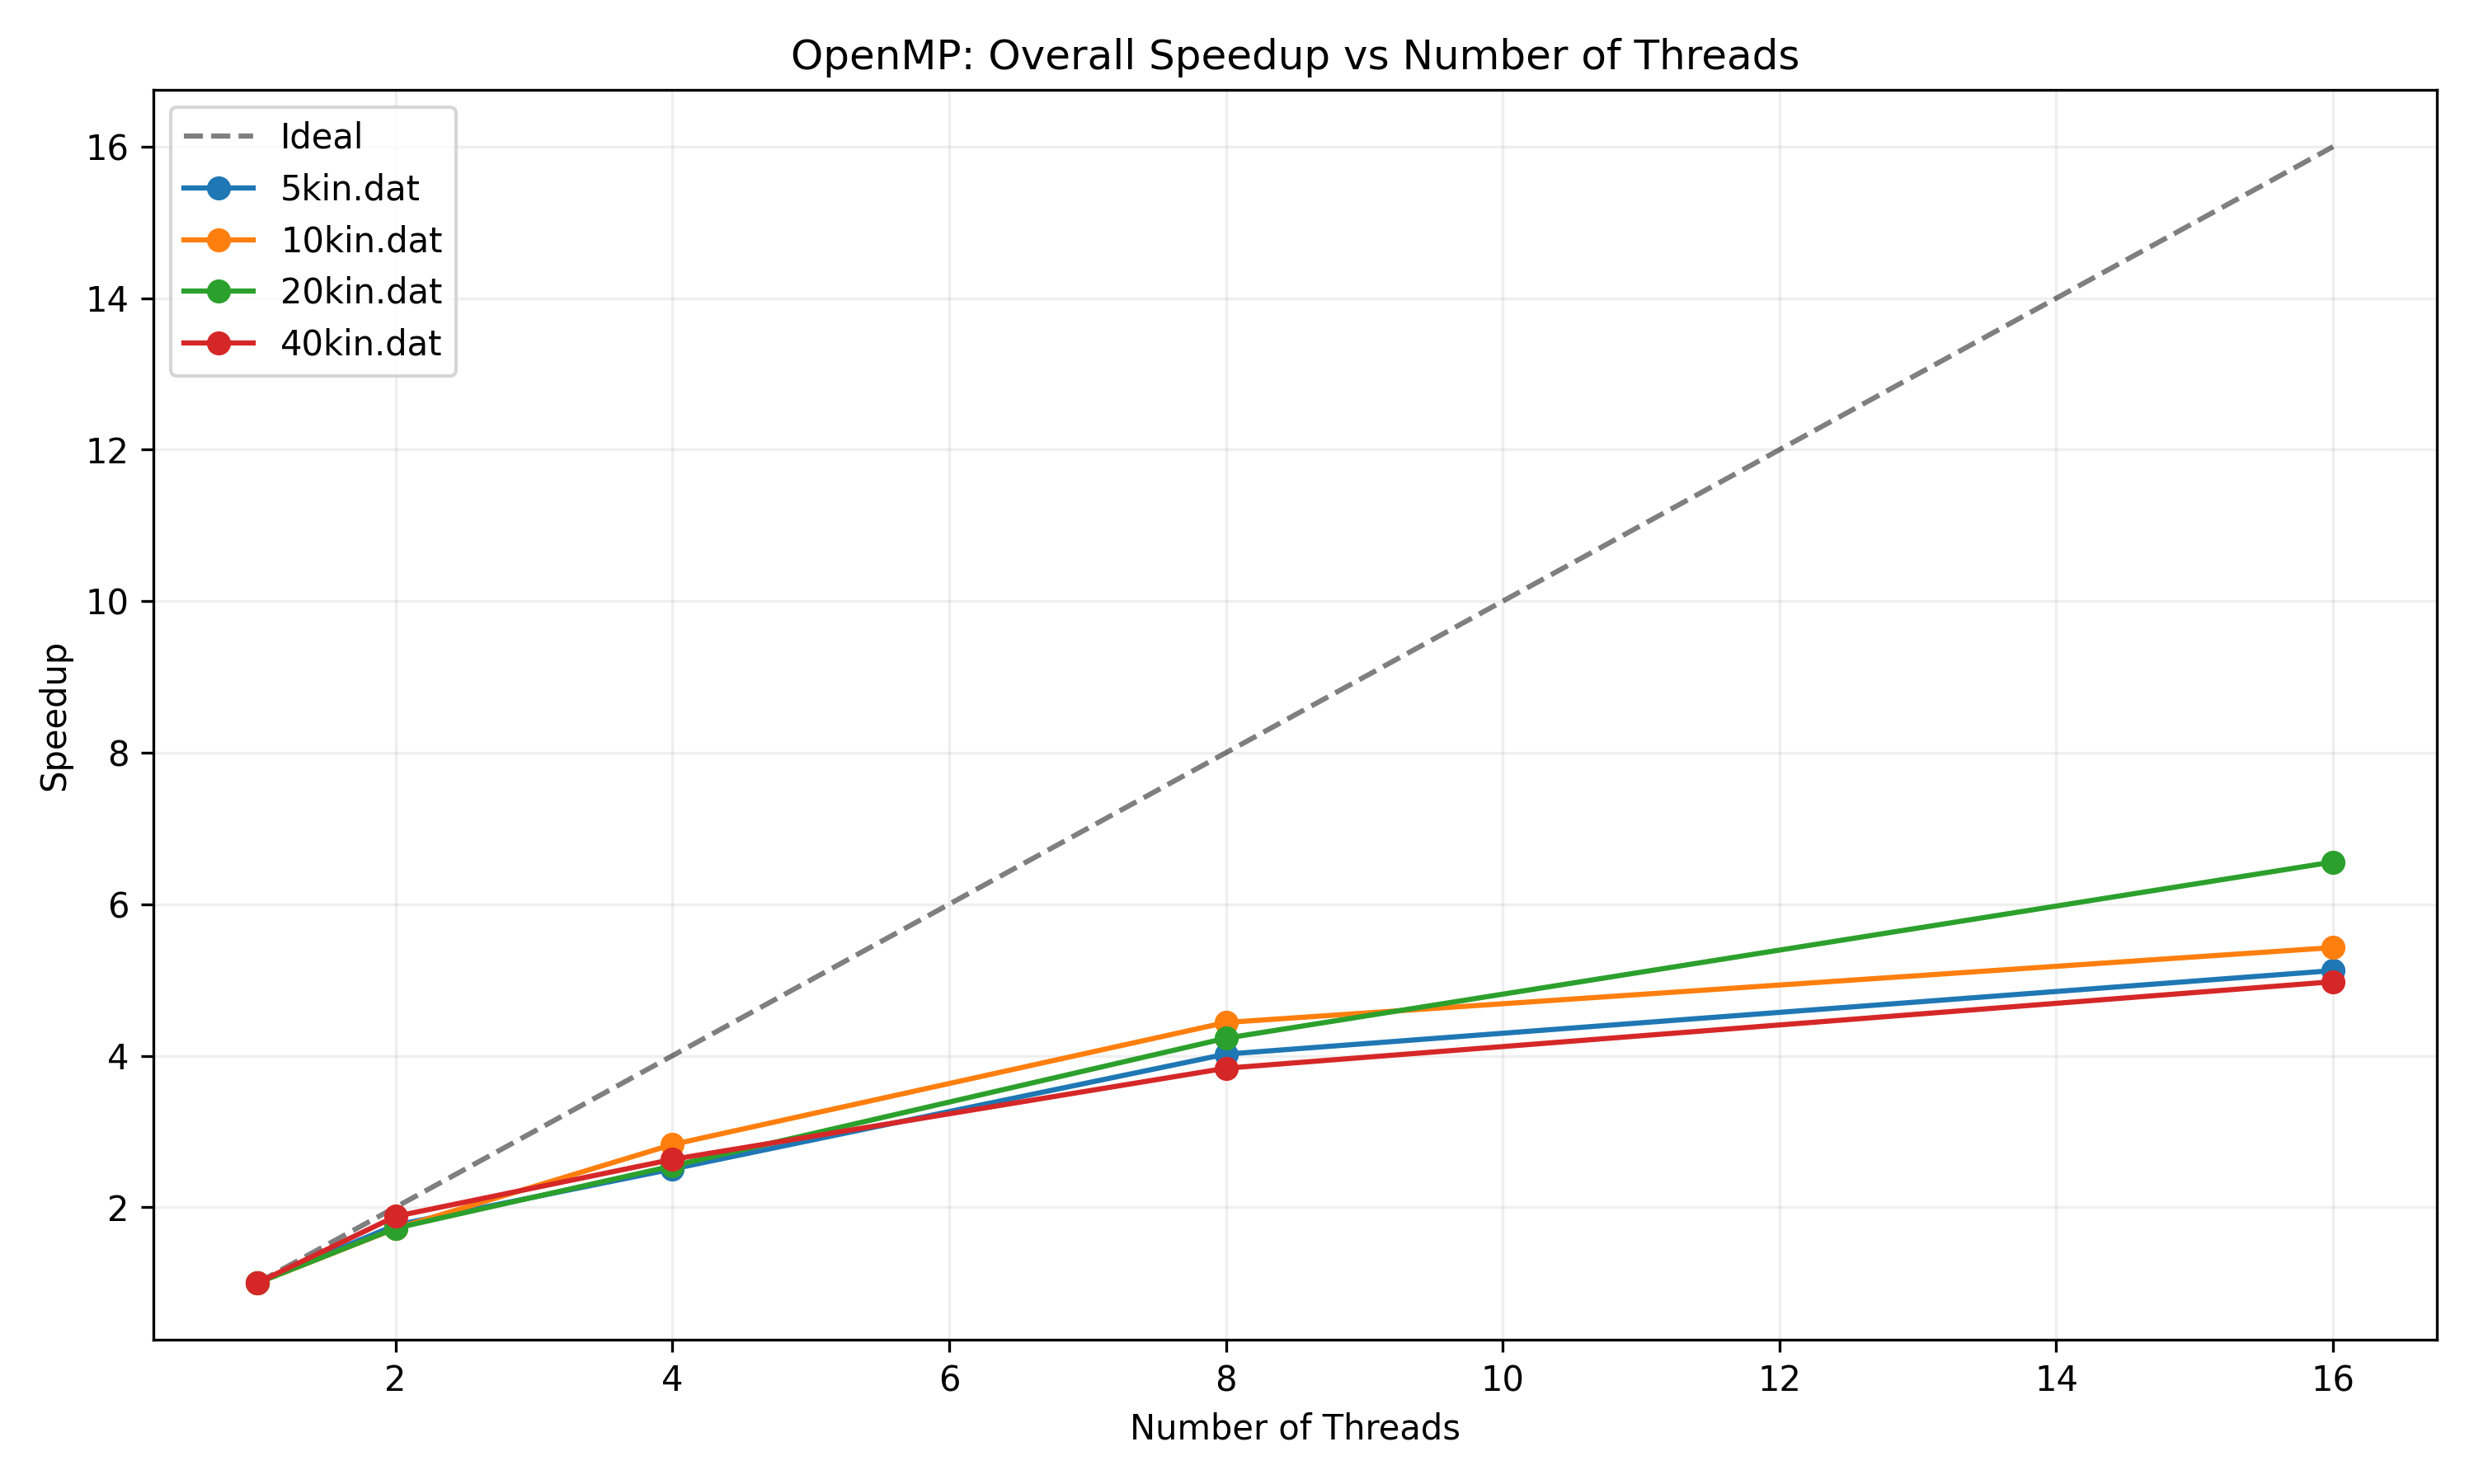 OpenMP: Overall Speedup vs Number of Threads
Ideal
5kin.dat
10kin.dat
20kin.dat
40kin.dat
16
14
12
10
8
6
4
2
Speedup
2
4
6
8
10
12
14
16
Number of Threads